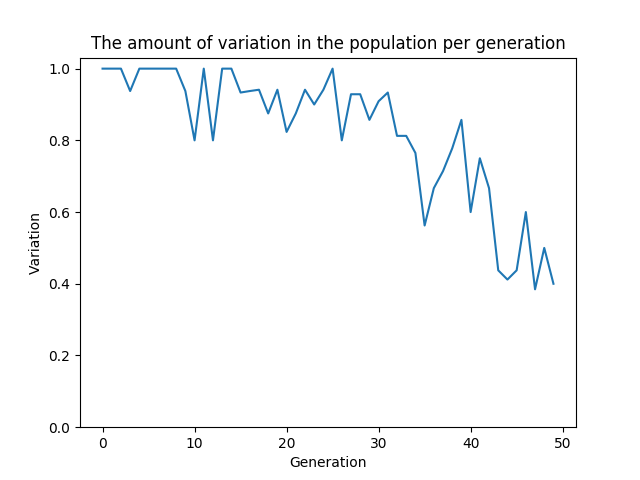 The amount of variation in the population per generation
1.0
0.8
0.6
0.4
0.2
0.0
Variation
0 10 20 30 40 50
Generation